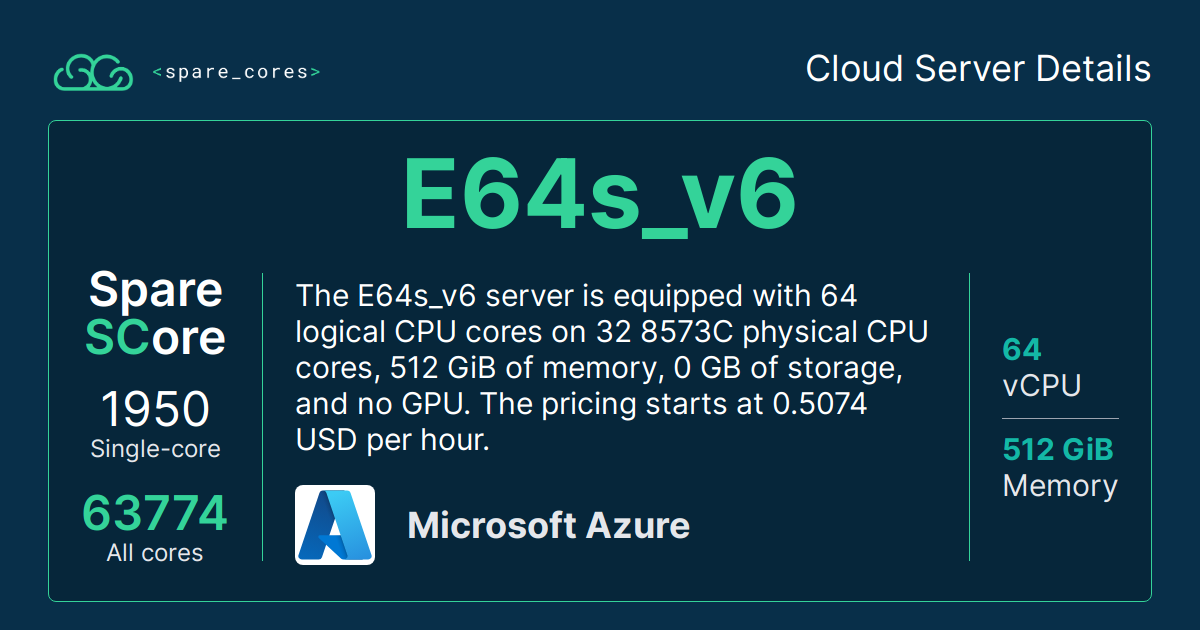 <spare_cores>
Cloud Server Details
E64s_v6
Spare
SCore
1950
Single-core
63774
All cores
The E64s_v6 server is equipped with 64
logical CPU cores on 32 8573C physical CPU
cores, 512 GiB of memory, 0 GB of storage,
and no GPU. The pricing starts at 0.5074
USD per hour.
Microsoft Azure
64
vCPU
512 GiB
Memory